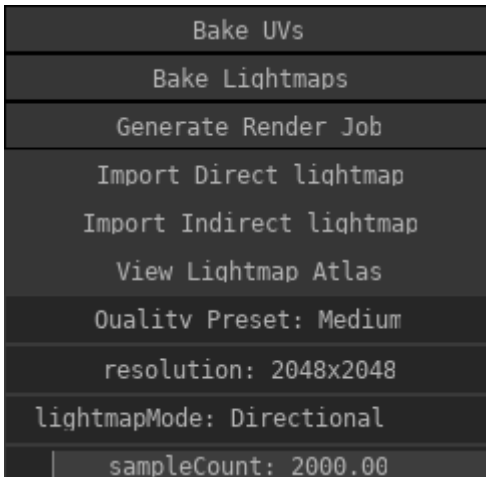 Bake UVs
Bake Lightmaps
Generate Render Job
Import Direct lightmap
Import Indirect lightmap
View Lightmap Atlas
Quality Preset: Medium
resolution: 2048x2048
lightmapMode: Directional
sampleCount: 2000.00